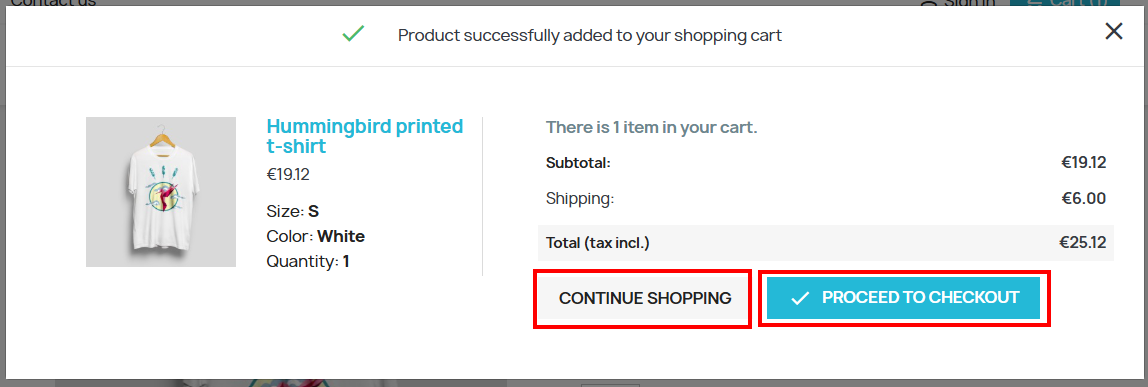 Contact us
Sign in
Cart (1)
Product successfully added to your shopping cart
Hummingbird printed
t-shirt
€19.12
Size: S
Color: White
Quantity: 1
There is 1 item in your cart.
Subtotal: €19.12
Shipping: €6.00
Total (tax incl.) €25.12
CONTINUE SHOPPING
PROCEED TO CHECKOUT